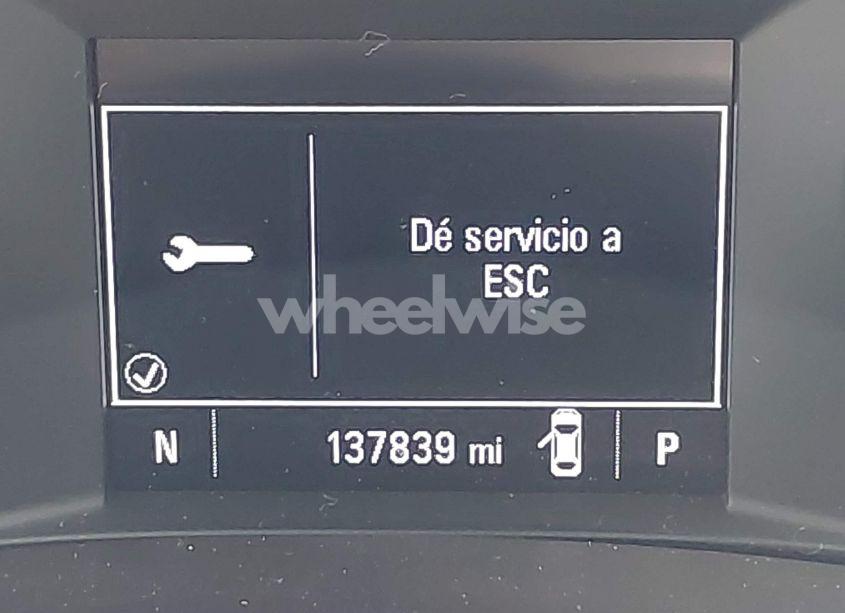 Dé servicio a
ESC
wheelwise
N 137839 mi P